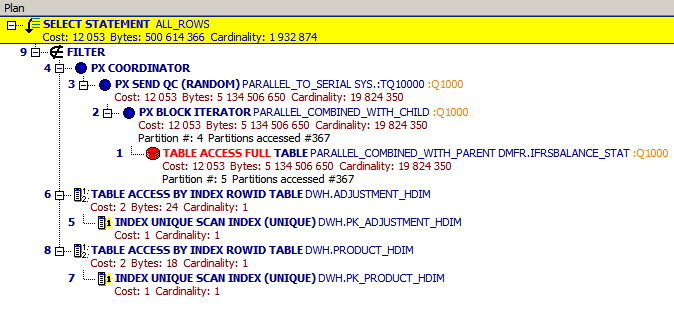 Plan
SELECT STATEMENT ALL_ROWS
Cost: 12 053 Bytes: 500 614 366 Cardinality: 1 932 874
9 FILTER
4 PX COORDINATOR
3 PX SEND QC (RANDOM) PARALLEL_TO_SERIAL SYS.:TQ10000 :Q1000
Cost: 12 053 Bytes: 5 134 506 650 Cardinality: 19 824 350
2 PX BLOCK ITERATOR PARALLEL_COMBINED_WITH_CHILD :Q1000
Cost: 12 053 Bytes: 5 134 506 650 Cardinality: 19 824 350
Partition #: 4 Partitions accessed #367
1 TABLE ACCESS FULL TABLE PARALLEL_COMBINED_WITH_PARENT DMFR.IFRSBALANCE_STAT :Q1000
Cost: 12 053 Bytes: 5 134 506 650 Cardinality: 19 824 350
Partition #: 5 Partitions accessed #367
6 TABLE ACCESS BY INDEX ROWID TABLE DWH.ADJUSTMENT_HDIM
Cost: 2 Bytes: 24 Cardinality: 1
5 INDEX UNIQUE SCAN INDEX (UNIQUE) DWH.PK_ADJUSTMENT_HDIM
Cost: 1 Cardinality: 1
8 TABLE ACCESS BY INDEX ROWID TABLE DWH.PRODUCT_HDIM
Cost: 2 Bytes: 18 Cardinality: 1
7 INDEX UNIQUE SCAN INDEX (UNIQUE) DWH.PK_PRODUCT_HDIM
Cost: 1 Cardinality: 1